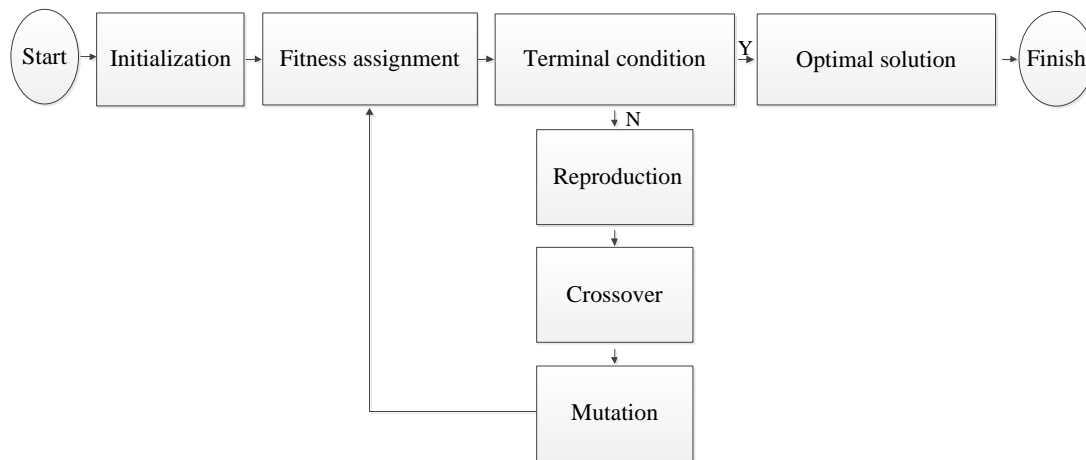 Start
Initialization
Fitness assignment
Terminal condition
Y
Optimal solution
Finish
N
Reproduction
Crossover
Mutation